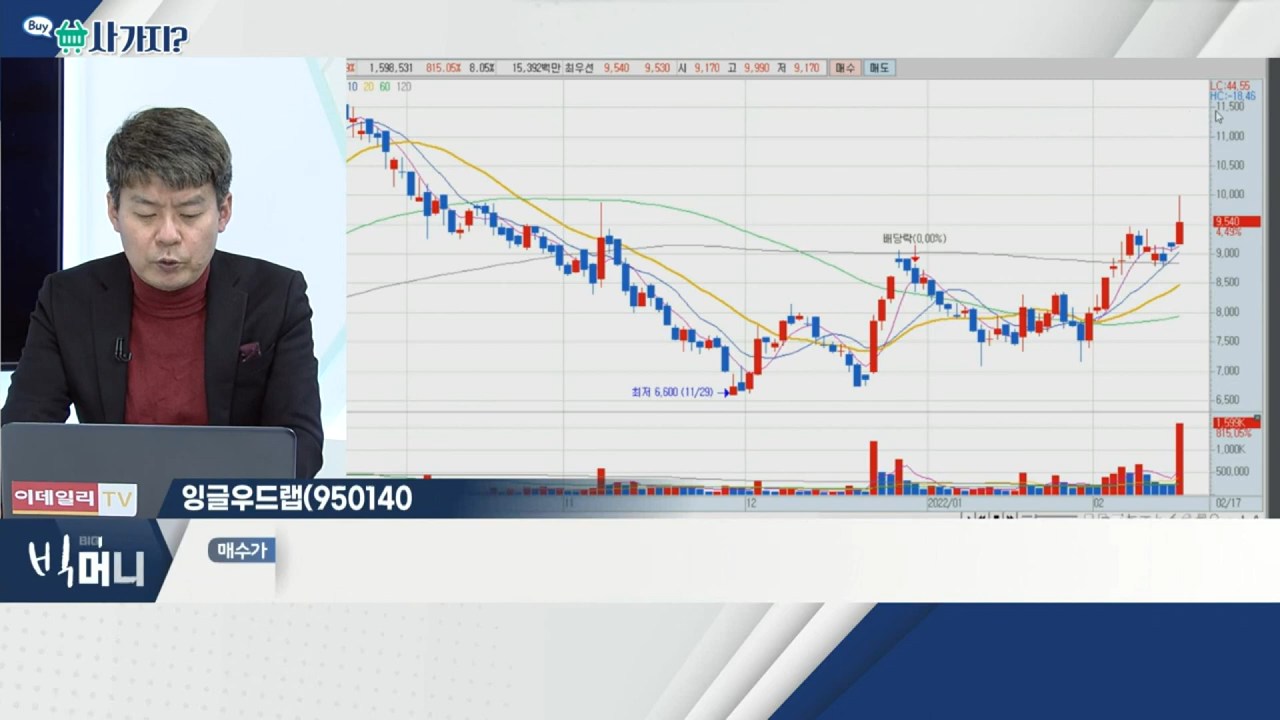 Buy 사가지?
1,598,531 815.05% 8.05% 15,392백만 최우선 9,540 9,530 시 9,170 고 9,990 저 9,170 매수 매도
10 20 60 120
LC:44.55
HC:-18.46
11,500
11,000
10,500
10,000
9,540
4.49%
9,000
8,500
8,000
7,500
7,000
6,500
배당락(0.00%)
최저 6,600 (11/29)
1,599K
815.05%
1,000K
500,000
11 12 2022/01 02 02/17
이데일리 TV
잉글우드랩(950140
BIG
빅머니
매수가